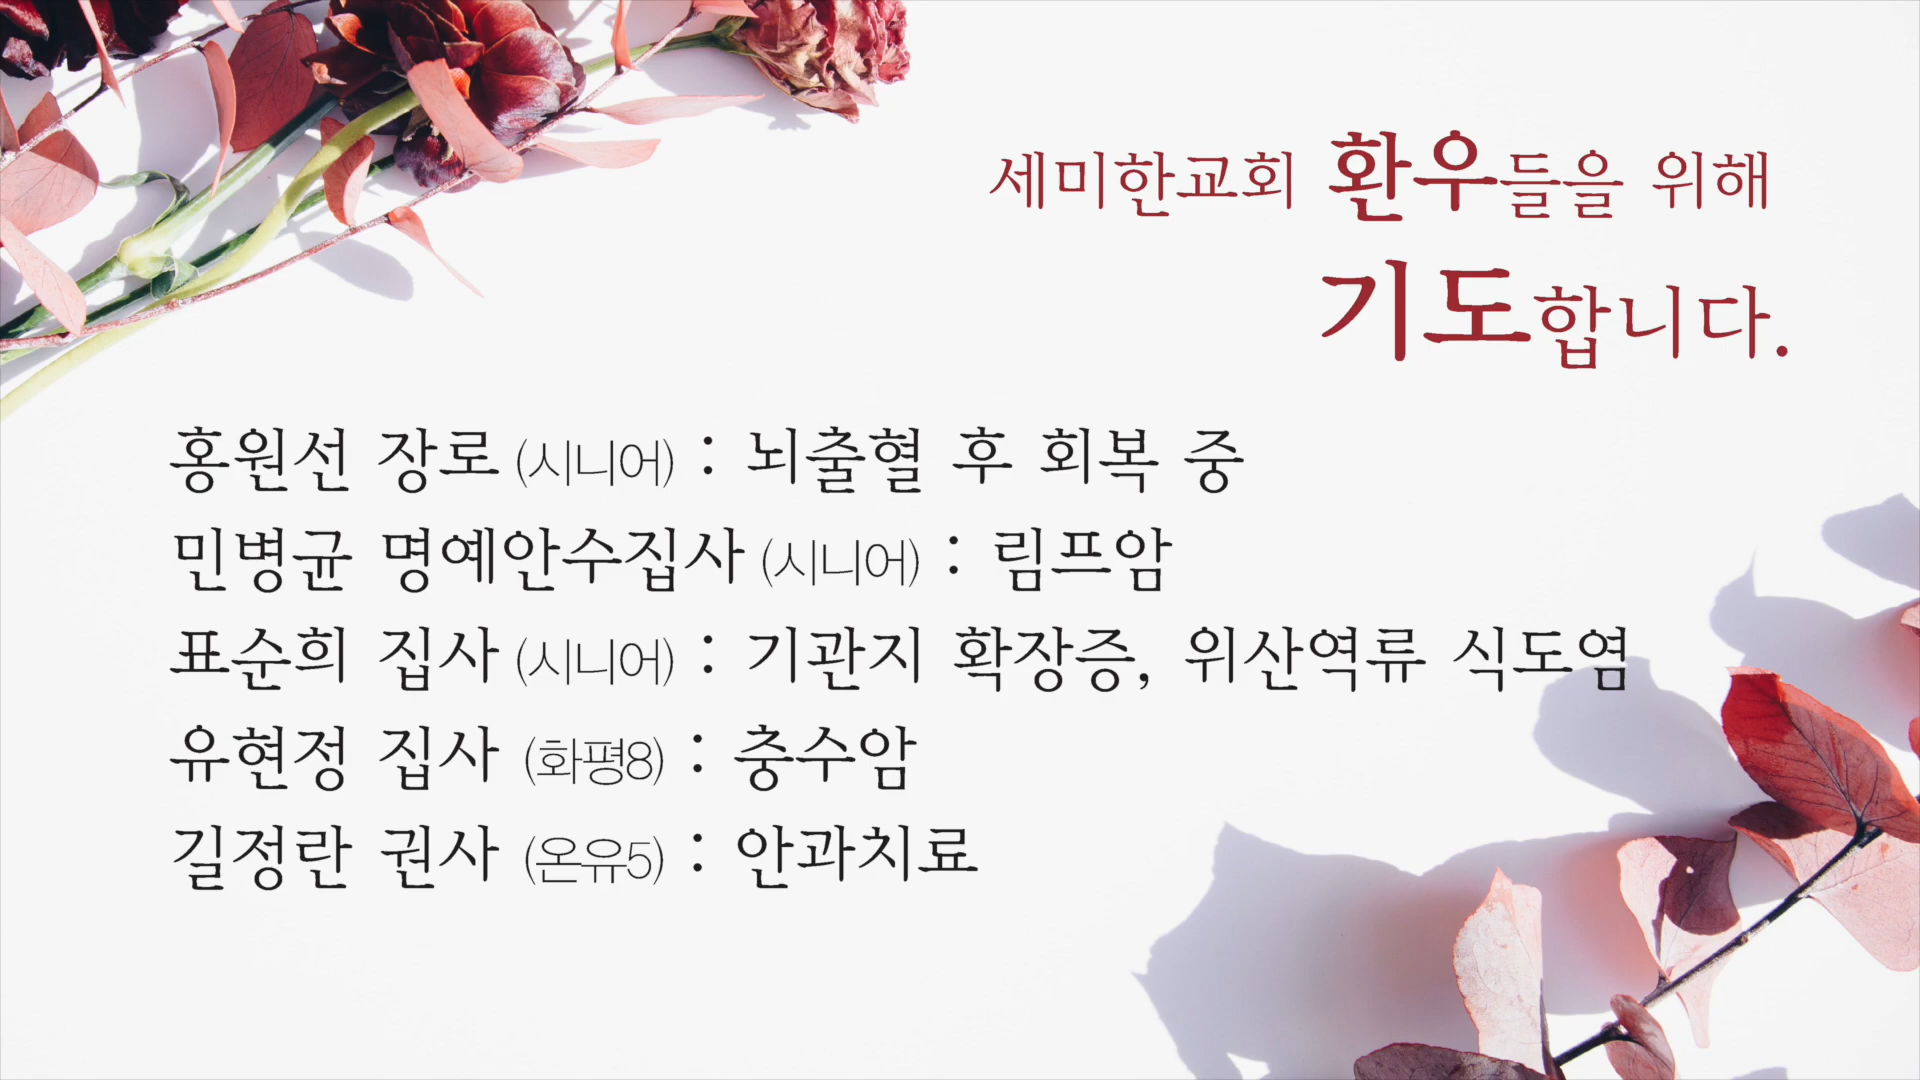 세미한교회 환우들을 위해
기도합니다.
홍원선 장로 (시니어) : 뇌출혈 후 회복 중
민병균 명예안수집사 (시니어) : 림프암
표순희 집사 (시니어) : 기관지 확장증, 위산역류 식도염
유현정 집사 (화평8) : 충수암
길정란 권사 (온유5) : 안과치료